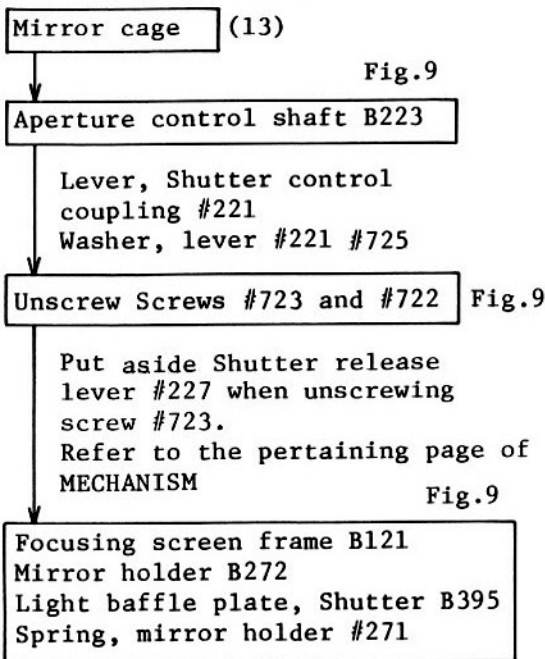 Mirror cage (13)
Fig.9
Aperture control shaft B223
Lever, Shutter control
coupling #221
Washer, lever #221 #725
Unscrew Screws #723 and #722 Fig.9
Put aside Shutter release
lever #227 when unscrewing
screw #723.
Refer to the pertaining page of
MECHANISM
Fig.9
Focusing screen frame B121
Mirror holder B272
Light baffle plate, Shutter B395
Spring, mirror holder #271